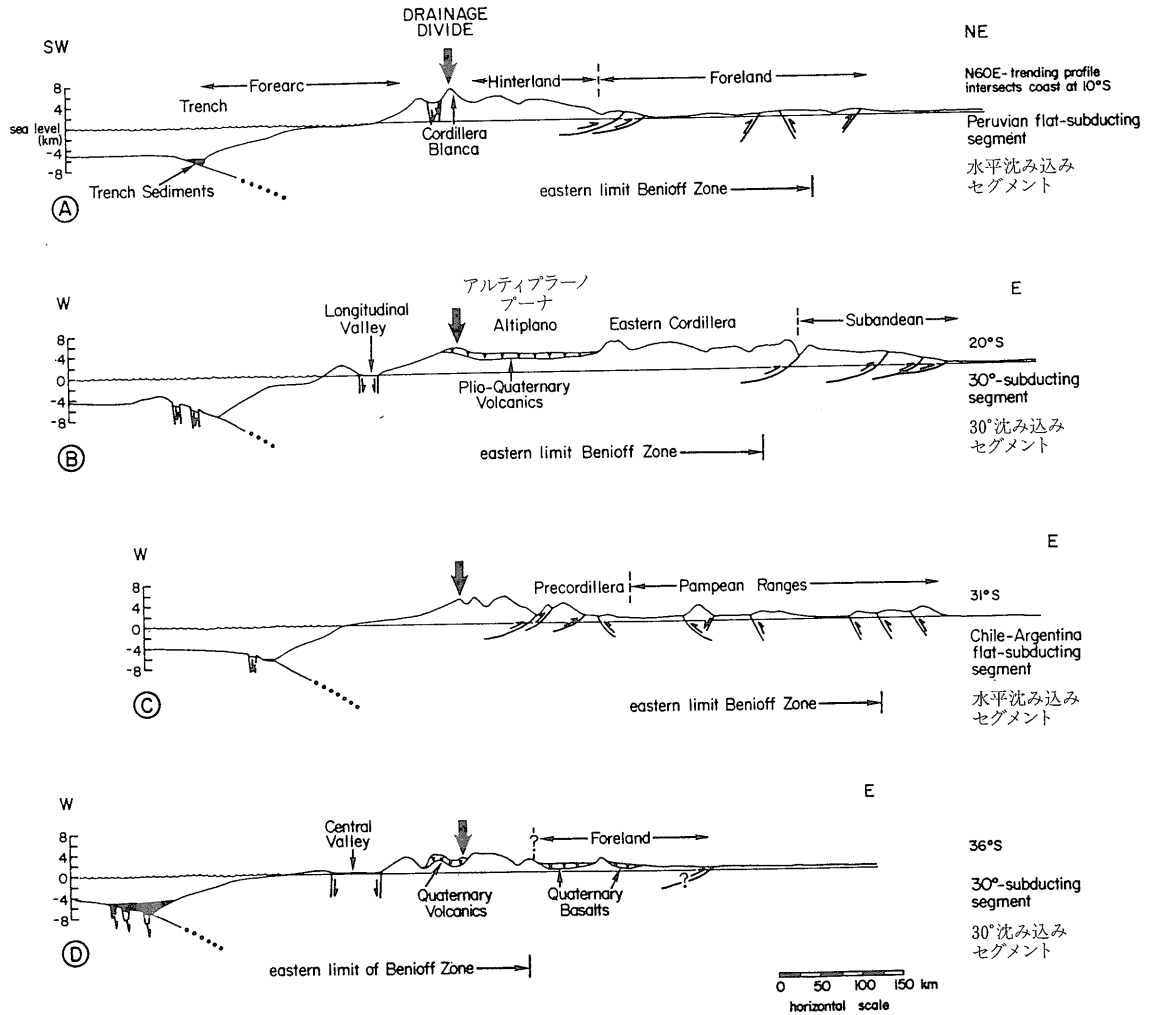 DRAINAGE
DIVIDE
SW
NE
Forearc
Hinterland
Foreland
Trench
N60E-trending profile
intersects coast at 10°S
8
4
sea level
(km)
-4
-8
Cordillera
Blanca
Peruvian flat-subducting
segment
水平沈み込み
セグメント
Trench Sediments
eastern limit Benioff Zone
A
W
E
アルティプラーノ
プーナ
Longitudinal
Valley
Altiplano
Eastern Cordillera
Subandean
20°S
8
4
0
-4
-8
Plio-Quaternary
Volcanics
30°-subducting
segment
30°沈み込み
セグメント
eastern limit Benioff Zone
B
W
E
Precordillera
Pampean Ranges
31°S
8
4
0
-4
-8
Chile-Argentina
flat-subducting
segment
水平沈み込み
セグメント
eastern limit Benioff Zone
C
W
E
Central
Valley
?
Foreland
36°S
8
4
0
-4
-8
Quaternary
Volcanics
Quaternary
Basalts
?
30°-subducting
segment
30°沈み込み
セグメント
D
eastern limit of Benioff Zone
0 50 100 150 km
horizontal scale